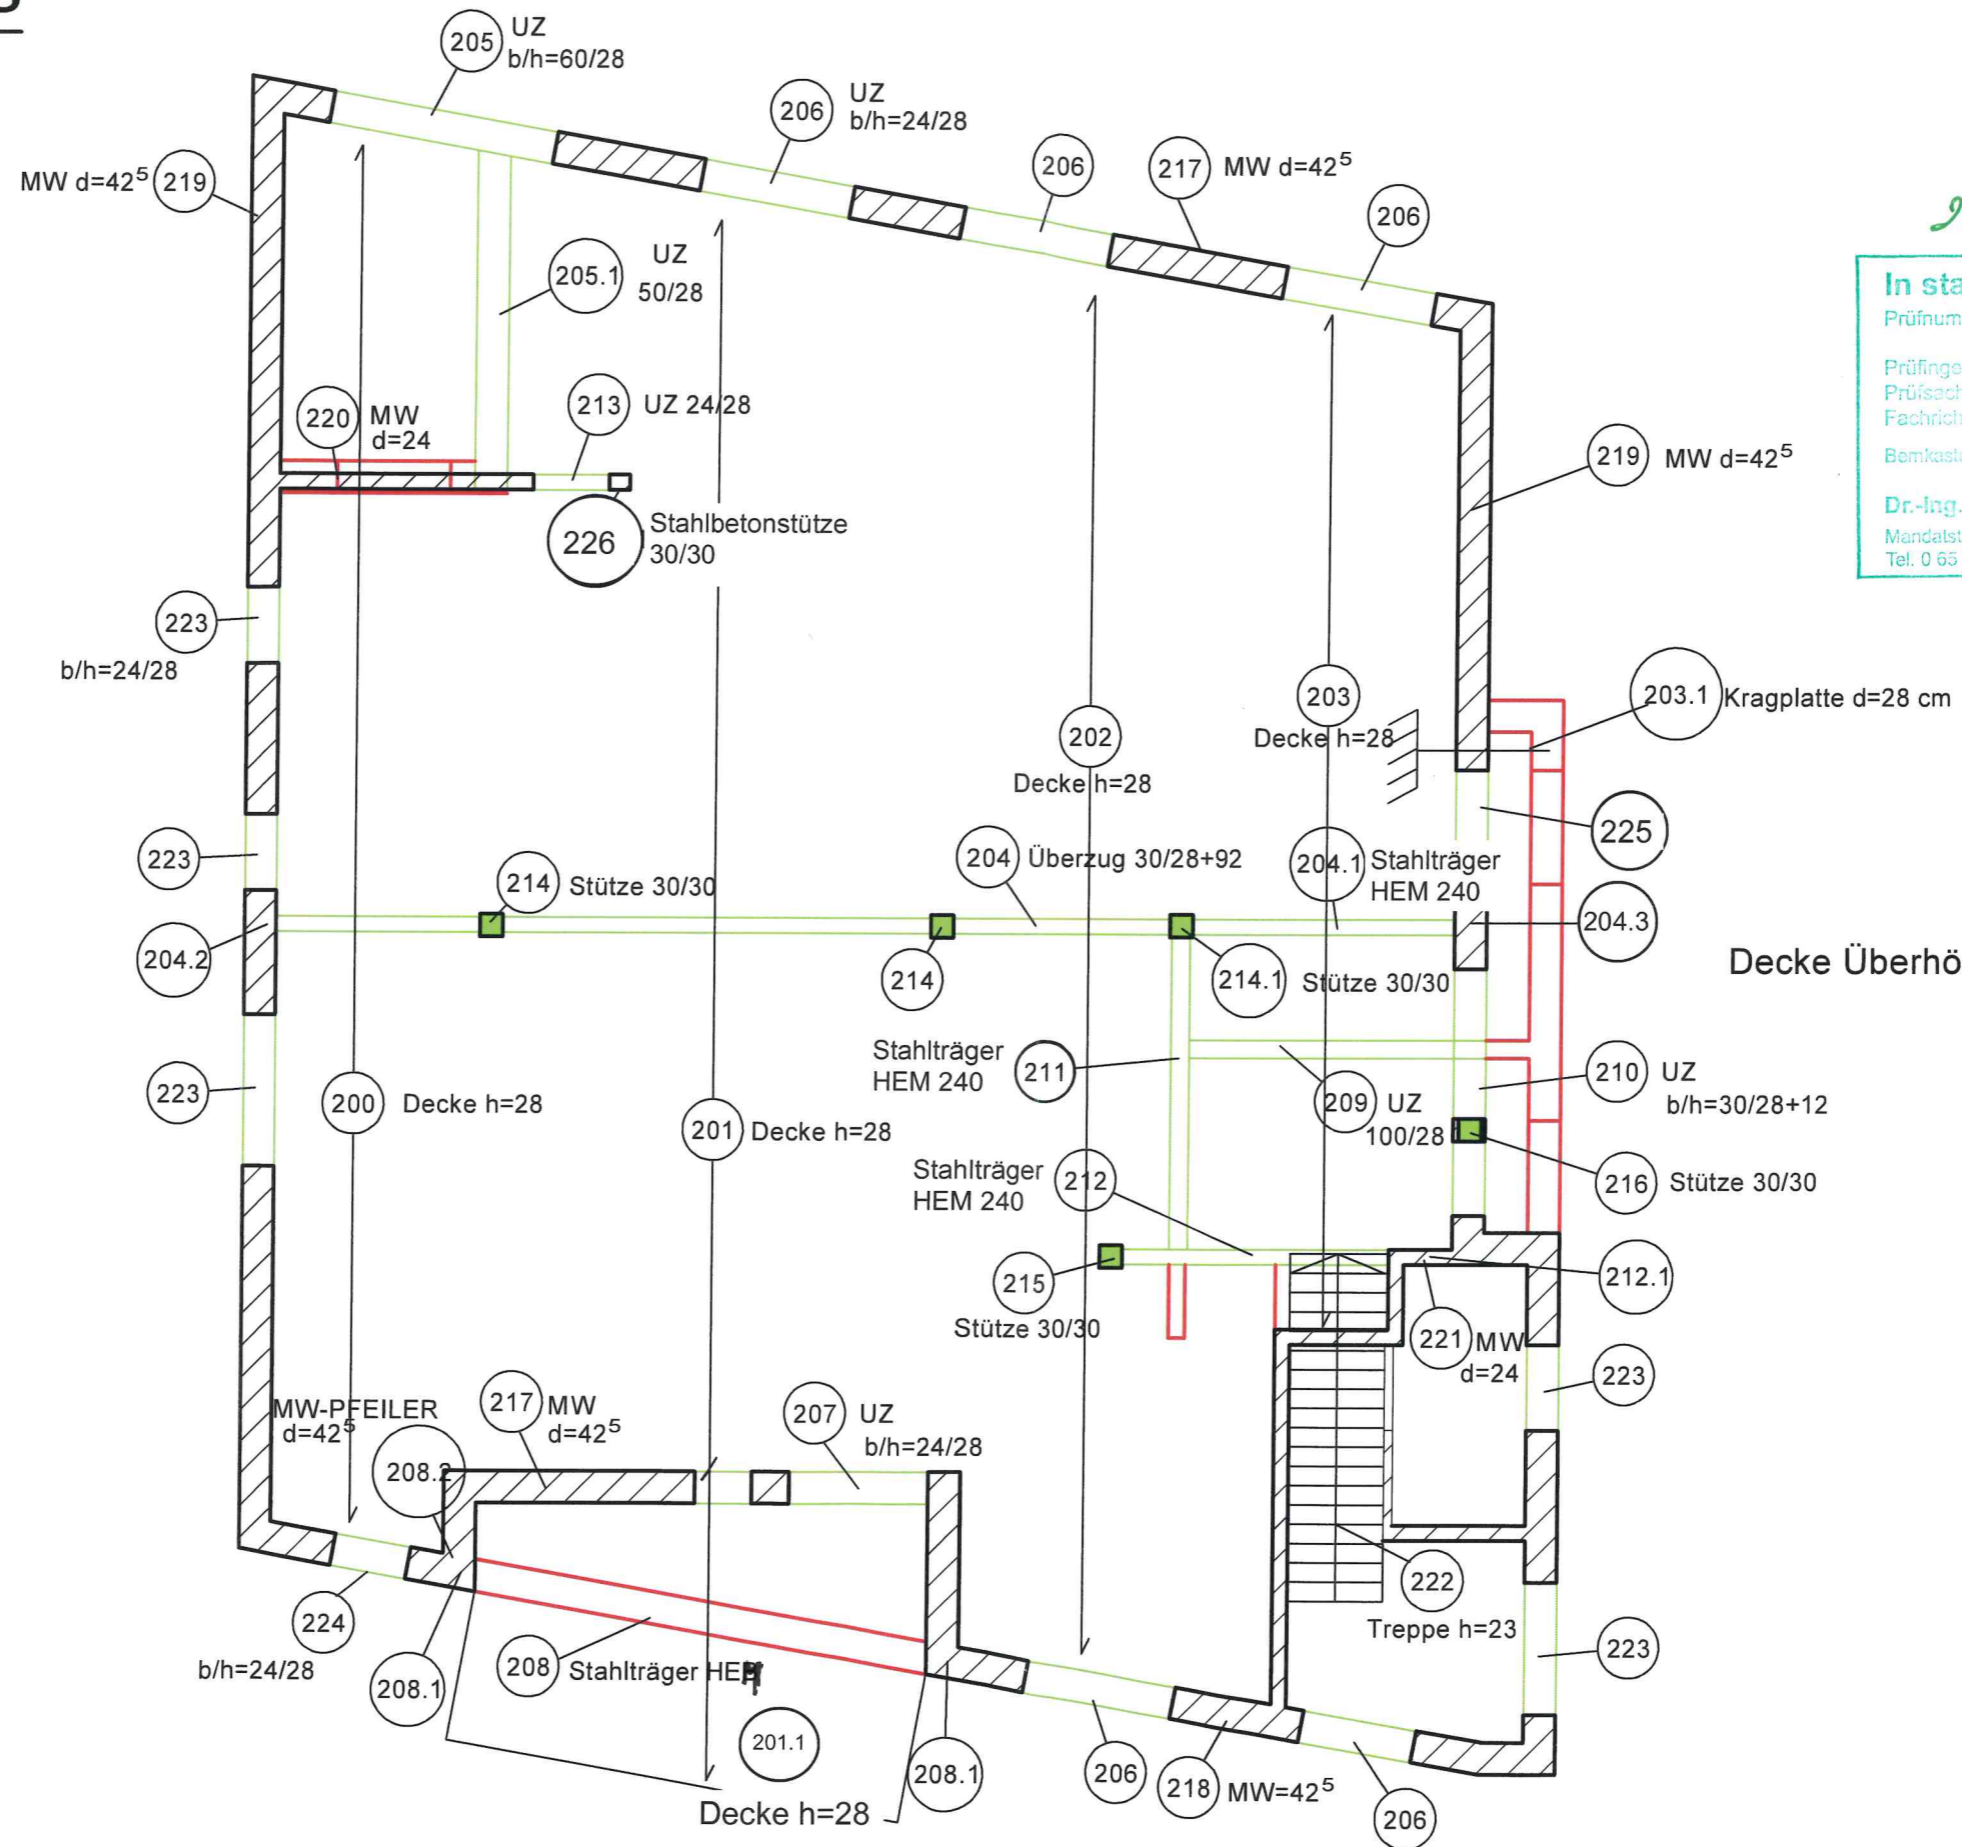 205
UZ
b/h=60/28
206
UZ
b/h=24/28
206
217
MW d=42⁵
206
MW d=42⁵
219
205.1
UZ
50/28
In sta
Prüfnum
Prüfinge
Prüfsach
Fachrich
Bernkast
Dr.-Ing.
Mandatst
Tel. 0 65
220
MW
d=24
213
UZ 24/28
226
Stahlbetonstütze
30/30
219
MW d=42⁵
223
b/h=24/28
203.1
Kragplatte d=28 cm
203
Decke h=28
202
Decke h=28
225
223
214
Stütze 30/30
204
Überzug 30/28+92
204.1
Stahlträger
HEM 240
204.2
214
214.1
Stütze 30/30
204.3
Decke Überhö
Stahlträger
HEM 240
211
223
200
Decke h=28
201
Decke h=28
209
UZ
100/28
210
UZ
b/h=30/28+12
Stahlträger
HEM 240
212
216
Stütze 30/30
215
Stütze 30/30
212.1
221
MW
d=24
223
MW-PFEILER
d=42⁵
208.2
217
MW
d=42⁵
207
UZ
b/h=24/28
222
Treppe h=23
223
224
b/h=24/28
208.1
208
Stahlträger HEM
201.1
208.1
Decke h=28
206
218
MW=42⁵
206